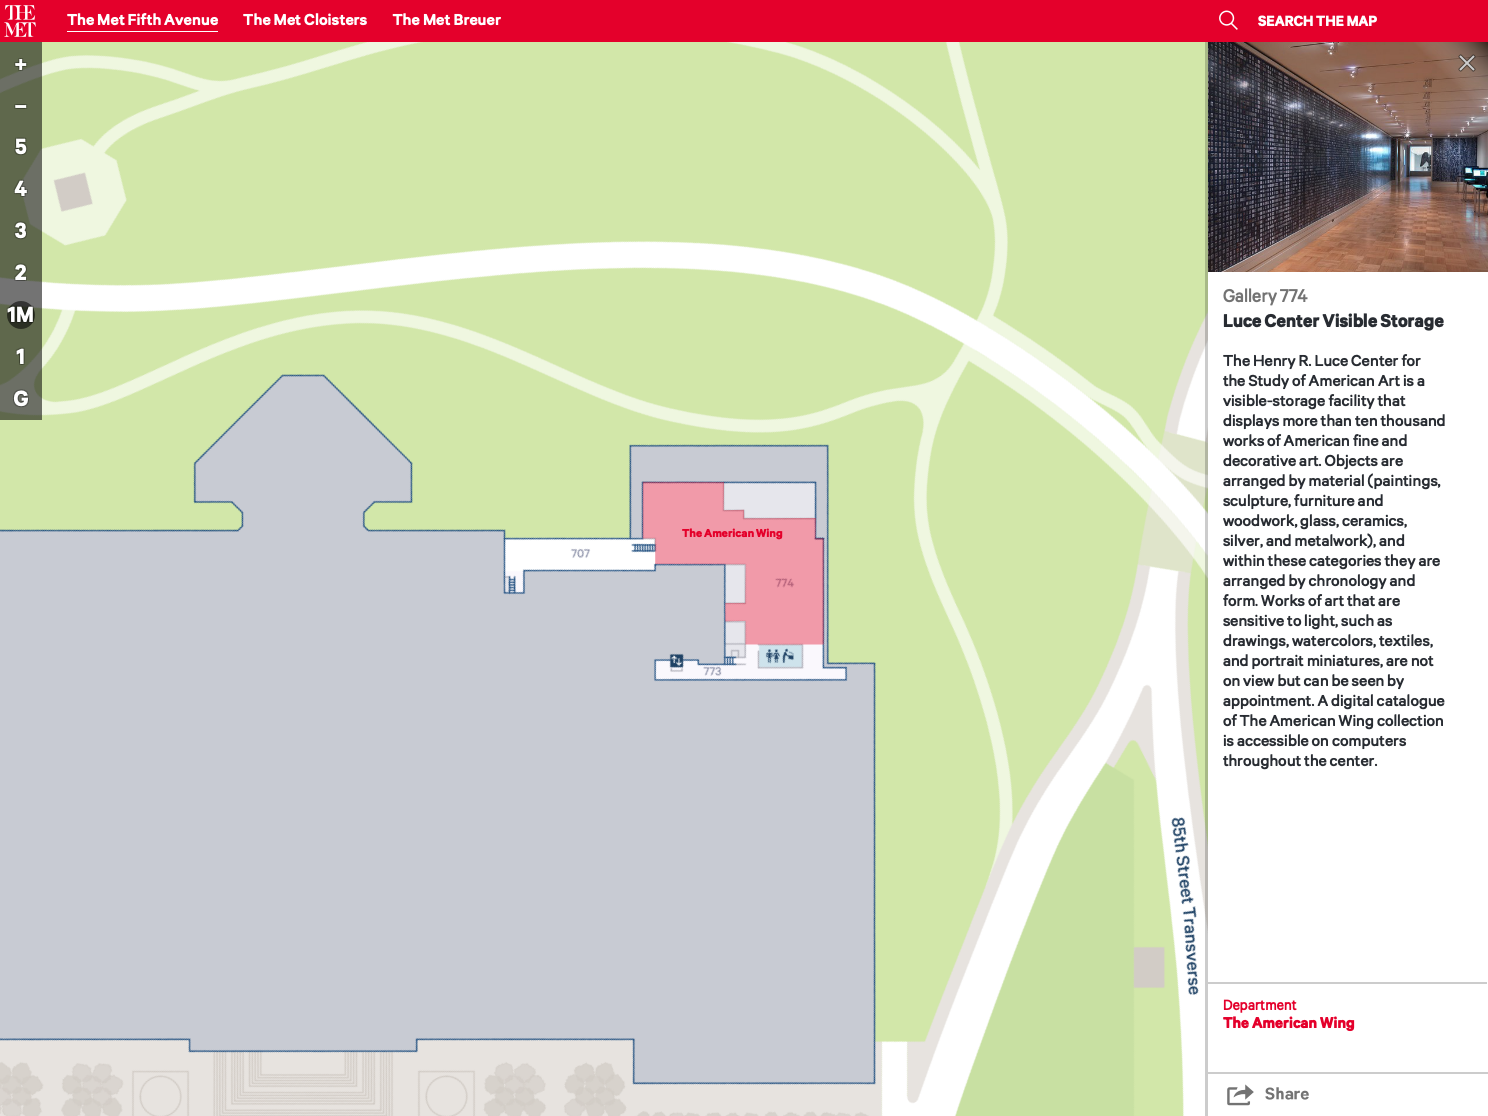 THE MET
The Met Fifth Avenue
The Met Cloisters
The Met Breuer
SEARCH THE MAP
+
–
5
4
3
2
1M
1
G
The American Wing
707
774
773
85th Street Transverse
Gallery 774
Luce Center Visible Storage
The Henry R. Luce Center for
the Study of American Art is a
visible-storage facility that
displays more than ten thousand
works of American fine and
decorative art. Objects are
arranged by material (paintings,
sculpture, furniture and
woodwork, glass, ceramics,
silver, and metalwork), and
within these categories they are
arranged by chronology and
form. Works of art that are
sensitive to light, such as
drawings, watercolors, textiles,
and portrait miniatures, are not
on view but can be seen by
appointment. A digital catalogue
of The American Wing collection
is accessible on computers
throughout the center.
Department
The American Wing
Share